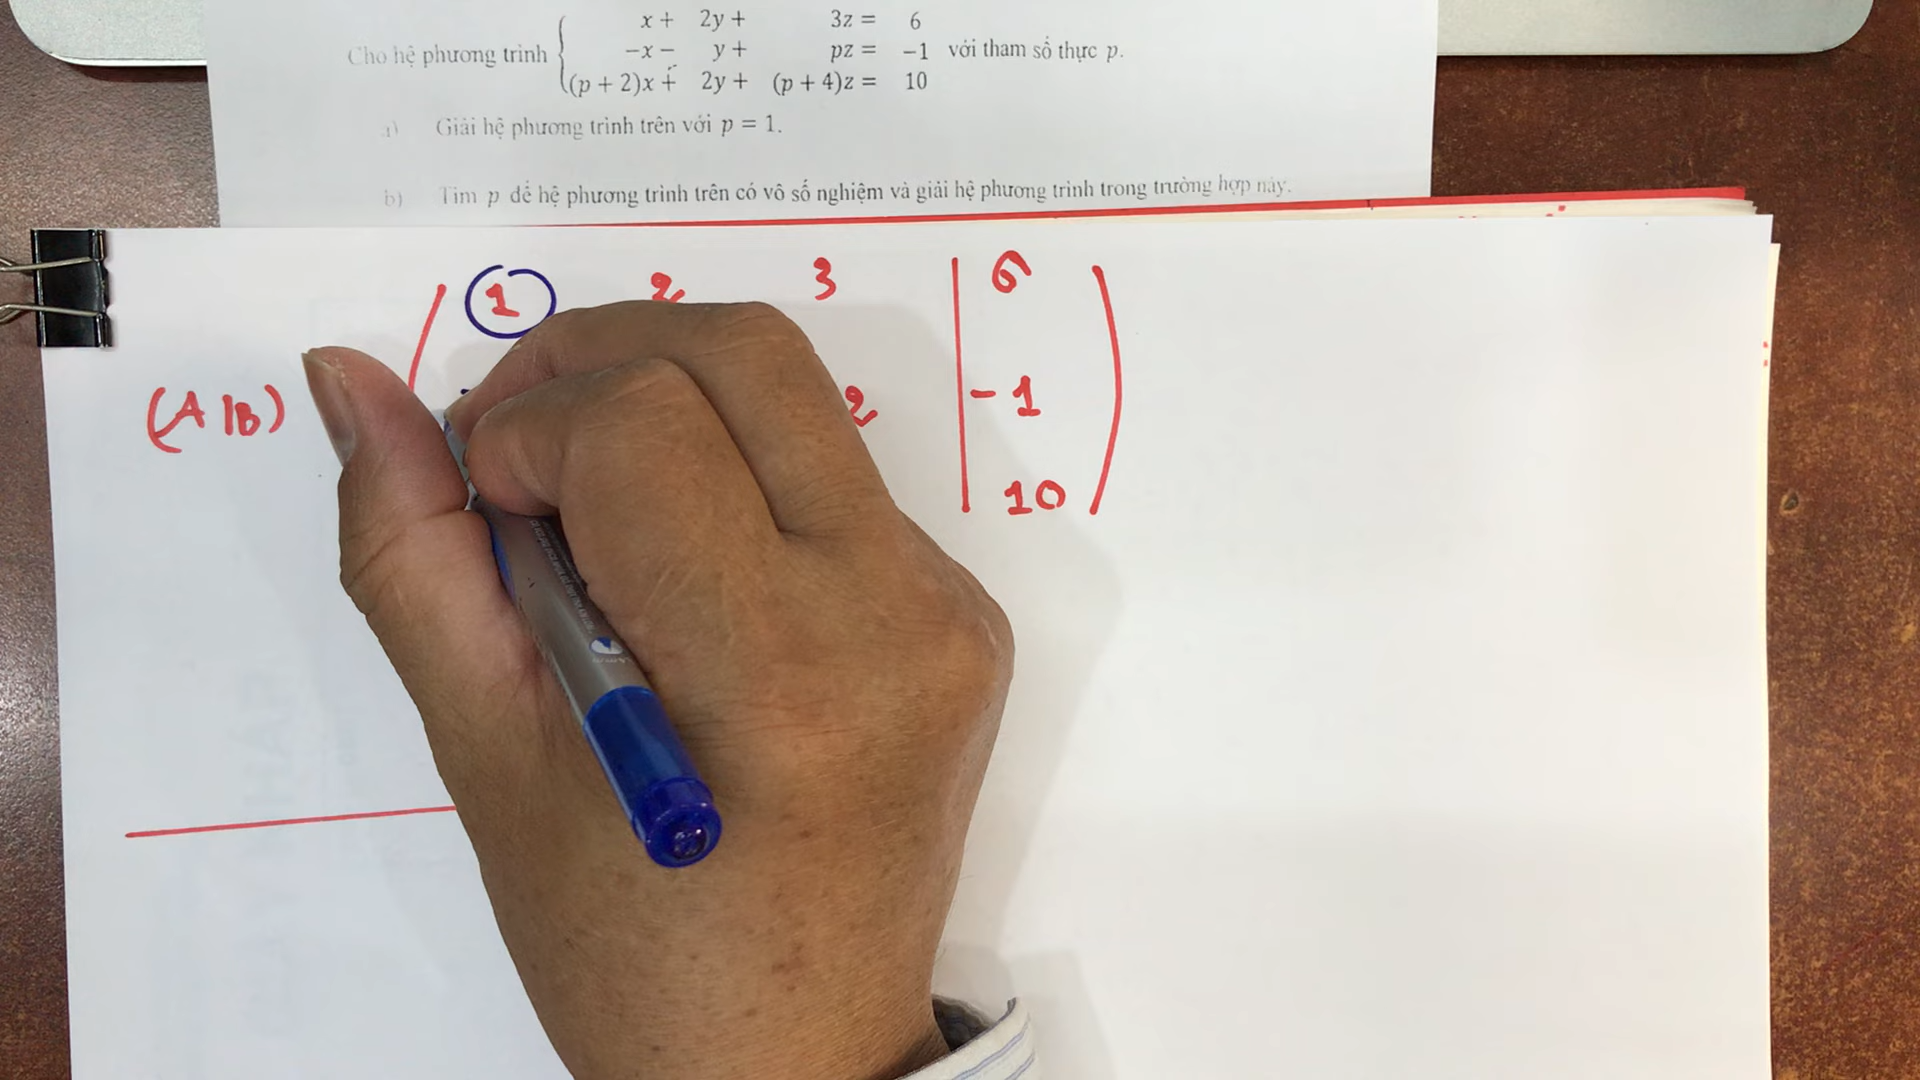 x + 2y + 3z = 6
Cho hệ phương trình { −x − y + pz = −1 với tham số thực p.
(p + 2)x + 2y + (p + 4)z = 10
a) Giải hệ phương trình trên với p = 1.
b) Tìm p để hệ phương trình trên có vô số nghiệm và giải hệ phương trình trong trường hợp này.
1 2 3 | 6
(A|B) 2 | -1
10